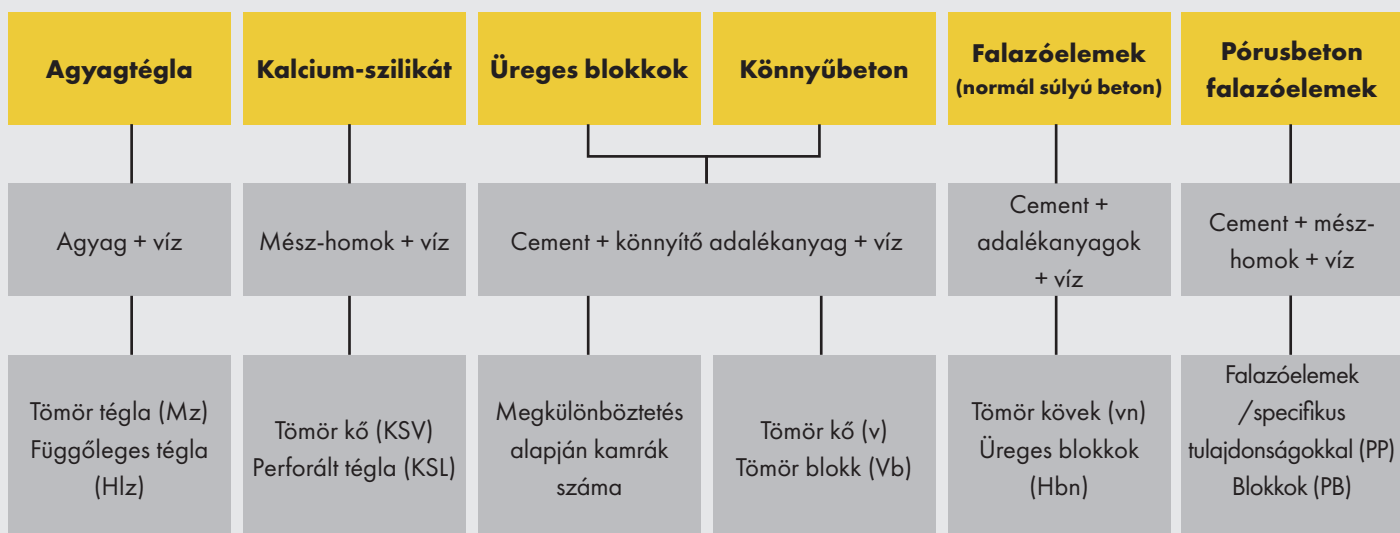 Agyagtégla
Kalcium-szilikát
Üreges blokkok
Könnyűbeton
Falazóelemek
(normál súlyú beton)
Pórusbeton
falazóelemek
Agyag + víz
Mész-homok + víz
Cement + könnyítő adalékanyag + víz
Cement +
adalékanyagok
+ víz
Cement + mész-
homok + víz
Tömör tégla (Mz)
Függőleges tégla
(Hlz)
Tömör kő (KSV)
Perforált tégla (KSL)
Megkülönböztetés
alapján kamrák
száma
Tömör kő (v)
Tömör blokk (Vb)
Tömör kövek (vn)
Üreges blokkok
(Hbn)
Falazóelemek
/specifikus
tulajdonságokkal (PP)
Blokkok (PB)